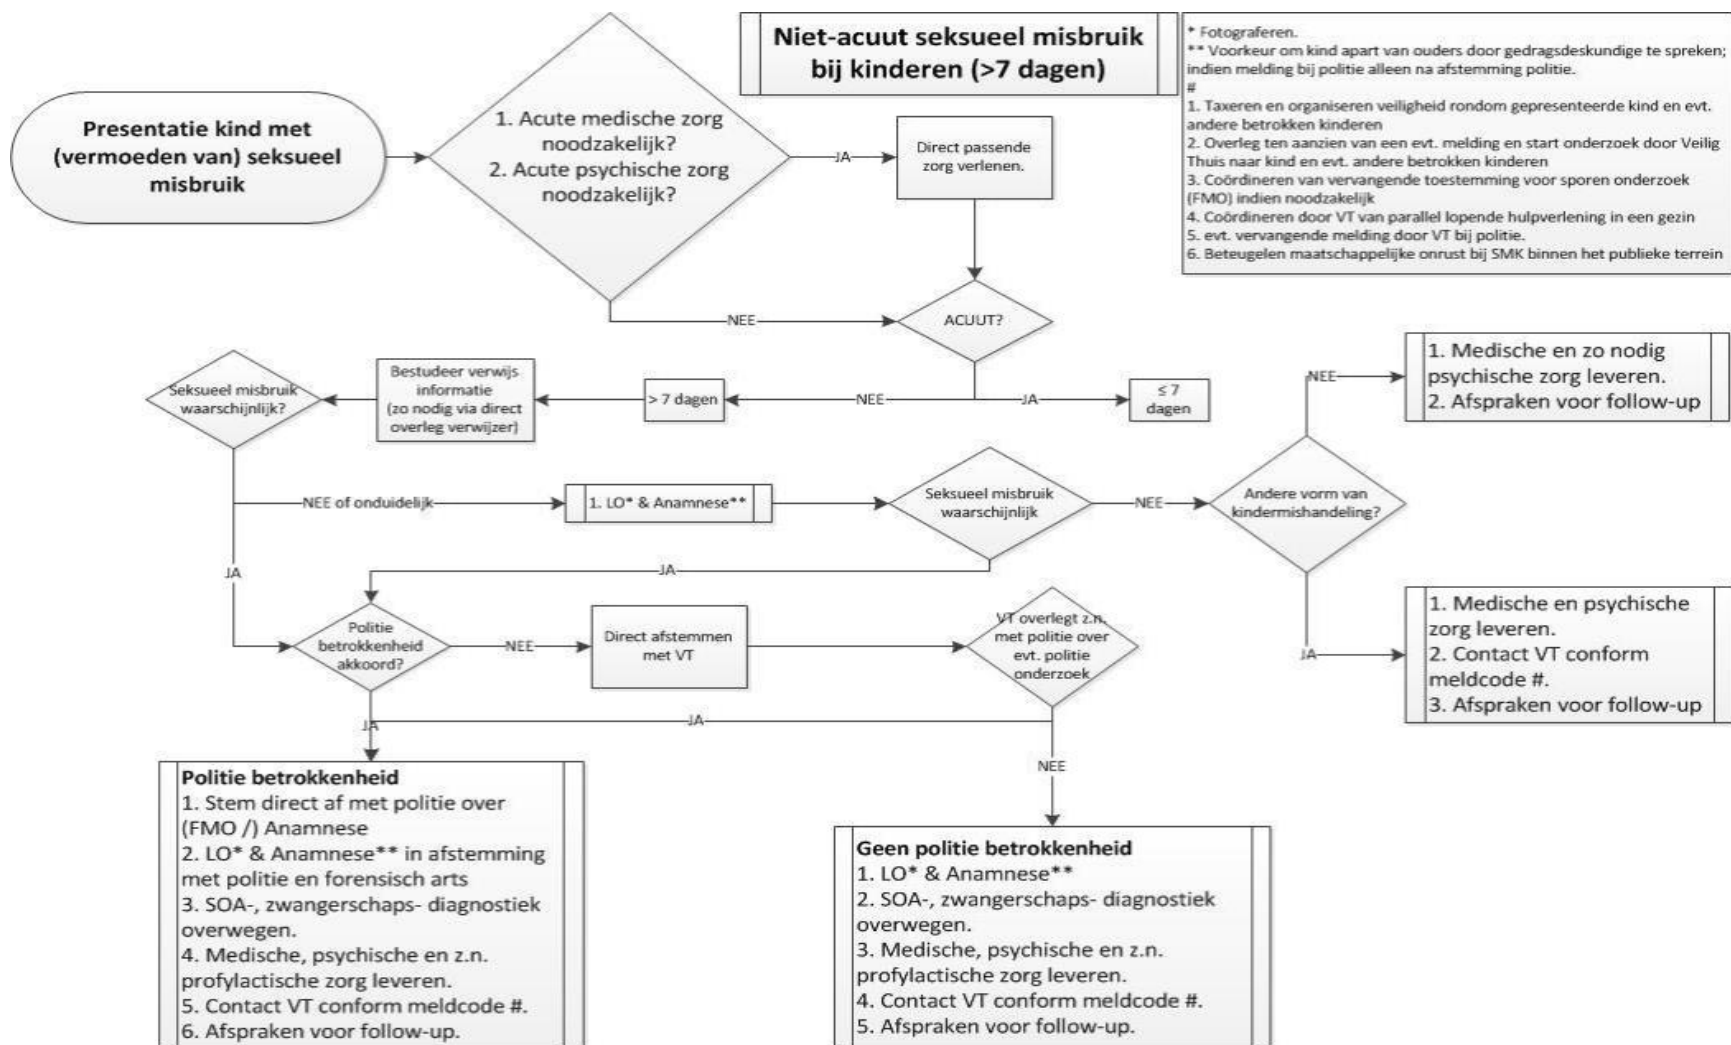 Niet-acuut seksueel misbruik
bij kinderen (>7 dagen)
* Fotograferen.
** Voorkeur om kind apart van ouders door gedragsdeskundige te spreken;
indien melding bij politie alleen na afstemming politie.
#
1. Taxeren en organiseren veiligheid rondom gepresenteerde kind en evt.
andere betrokken kinderen
2. Overleg ten aanzien van een evt. melding en start onderzoek door Veilig
Thuis naar kind en evt. andere betrokken kinderen
3. Coördineren van vervangende toestemming voor sporen onderzoek
(FMO) indien noodzakelijk
4. Coördineren door VT van parallel lopende hulpverlening in een gezin
5. evt. vervangende melding door VT bij politie.
6. Beteugelen maatschappelijke onrust bij SMK binnen het publieke terrein
Presentatie kind met
(vermoeden van) seksueel
misbruik
1. Acute medische zorg
noodzakelijk?
2. Acute psychische zorg
noodzakelijk?
JA
Direct passende
zorg verlenen.
NEE
ACUUT?
JA
≤ 7
dagen
NEE
> 7 dagen
Bestudeer verwijs
informatie
(zo nodig via direct
overleg verwijzer)
Seksueel misbruik
waarschijnlijk?
NEE of onduidelijk
1. LO* & Anamnese**
Seksueel misbruik
waarschijnlijk
NEE
Andere vorm van
kindermishandeling?
NEE
1. Medische en zo nodig
psychische zorg leveren.
2. Afspraken voor follow-up
JA
1. Medische en psychische
zorg leveren.
2. Contact VT conform
meldcode #.
3. Afspraken voor follow-up
JA
JA
Politie
betrokkenheid
akkoord?
NEE
Direct afstemmen
met VT
VT overlegt z.n.
met politie over
evt. politie
onderzoek
JA
JA
NEE
Politie betrokkenheid
1. Stem direct af met politie over
(FMO /) Anamnese
2. LO* & Anamnese** in afstemming
met politie en forensisch arts
3. SOA-, zwangerschaps- diagnostiek
overwegen.
4. Medische, psychische en z.n.
profylactische zorg leveren.
5. Contact VT conform meldcode #.
6. Afspraken voor follow-up.
Geen politie betrokkenheid
1. LO* & Anamnese**
2. SOA-, zwangerschaps- diagnostiek
overwegen.
3. Medische, psychische en z.n.
profylactische zorg leveren.
4. Contact VT conform meldcode #.
5. Afspraken voor follow-up.